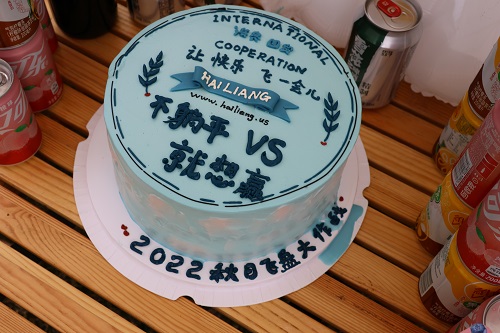 INTERNATIONAL
COOPERATION
让快乐飞一会儿
HAILIANG
www.hailiang.us
不躺平 VS
就想赢
2022 秋日飞盘大作战